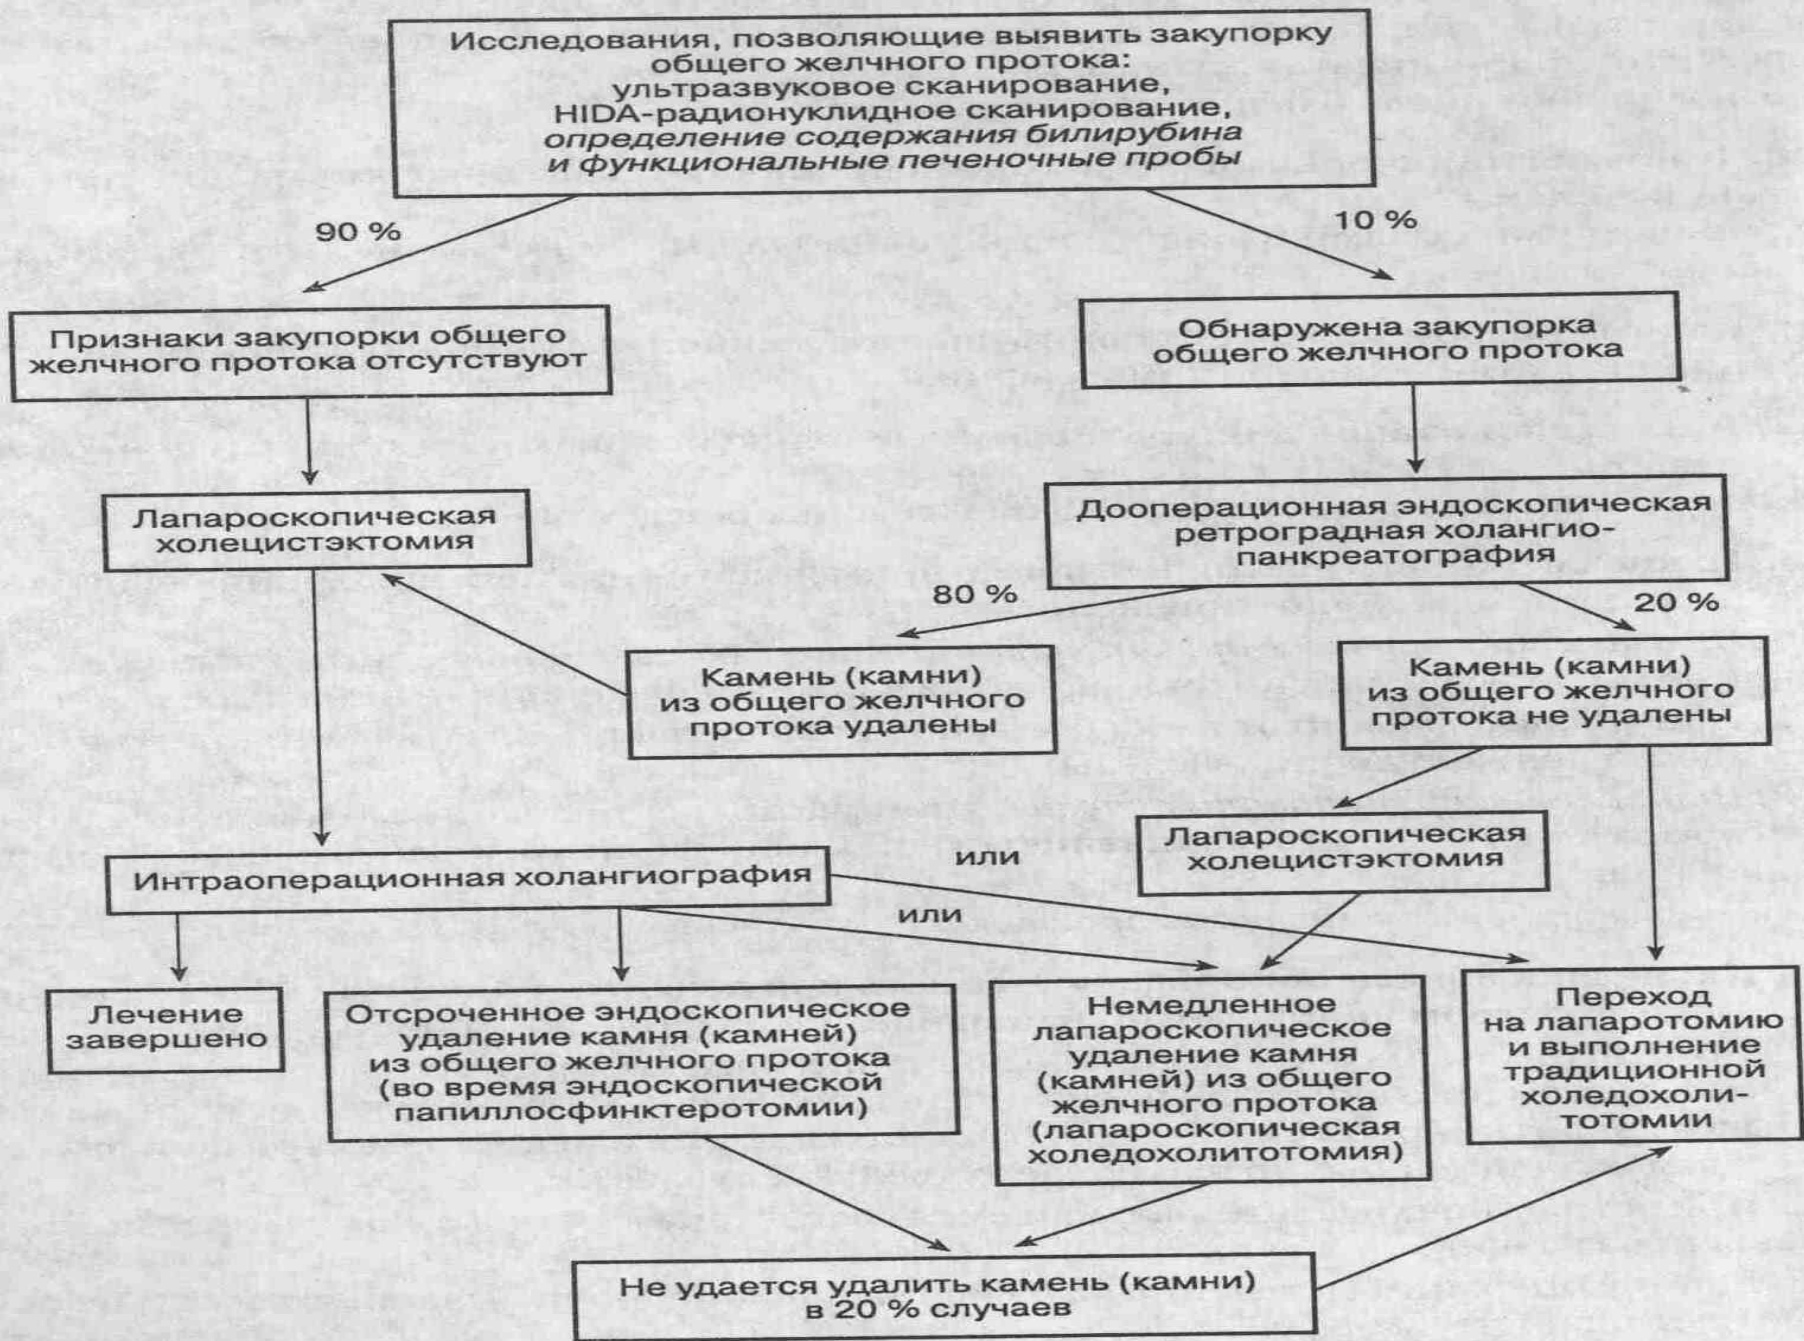 Исследования, позволяющие выявить закупорку
общего желчного протока:
ультразвуковое сканирование,
HIDA-радионуклидное сканирование,
определение содержания билирубина
и функциональные печеночные пробы
90 %
10 %
Признаки закупорки общего
желчного протока отсутствуют
Обнаружена закупорка
общего желчного протока
Лапароскопическая
холецистэктомия
Дооперационная эндоскопическая
ретроградная холангио-
панкреатография
80 %
20 %
Камень (камни)
из общего желчного
протока удалены
Камень (камни)
из общего желчного
протока не удалены
Лапароскопическая
холецистэктомия
Интраоперационная холангиография
или
или
Лечение
завершено
Отсроченное эндоскопическое
удаление камня (камней)
из общего желчного протока
(во время эндоскопической
папиллосфинктеротомии)
Немедленное
лапароскопическое
удаление камня
(камней) из общего
желчного протока
(лапароскопическая
холедохолитотомия)
Переход
на лапаротомию
и выполнение
традиционной
холедохоли-
тотомии
Не удается удалить камень (камни)
в 20 % случаев